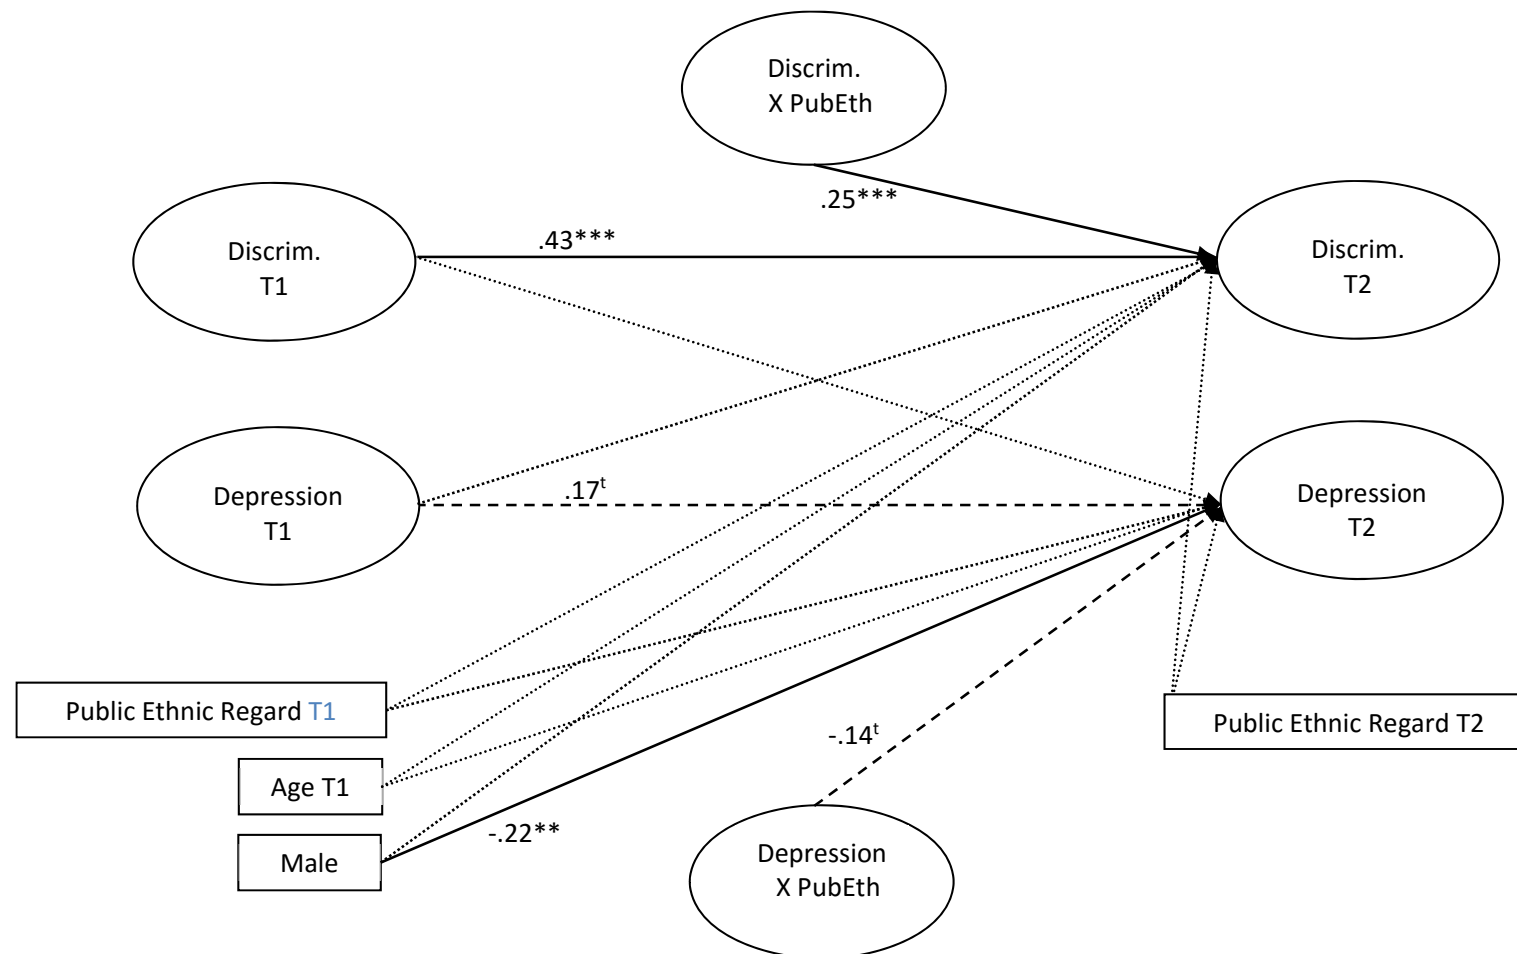 Discrim.
X PubEth
.25***
.43***
Discrim.
T1
Discrim.
T2
Depression
T1
.17ᵗ
Depression
T2
Public Ethnic Regard T1
Public Ethnic Regard T2
-.14ᵗ
Age T1
-.22**
Male
Depression
X PubEth